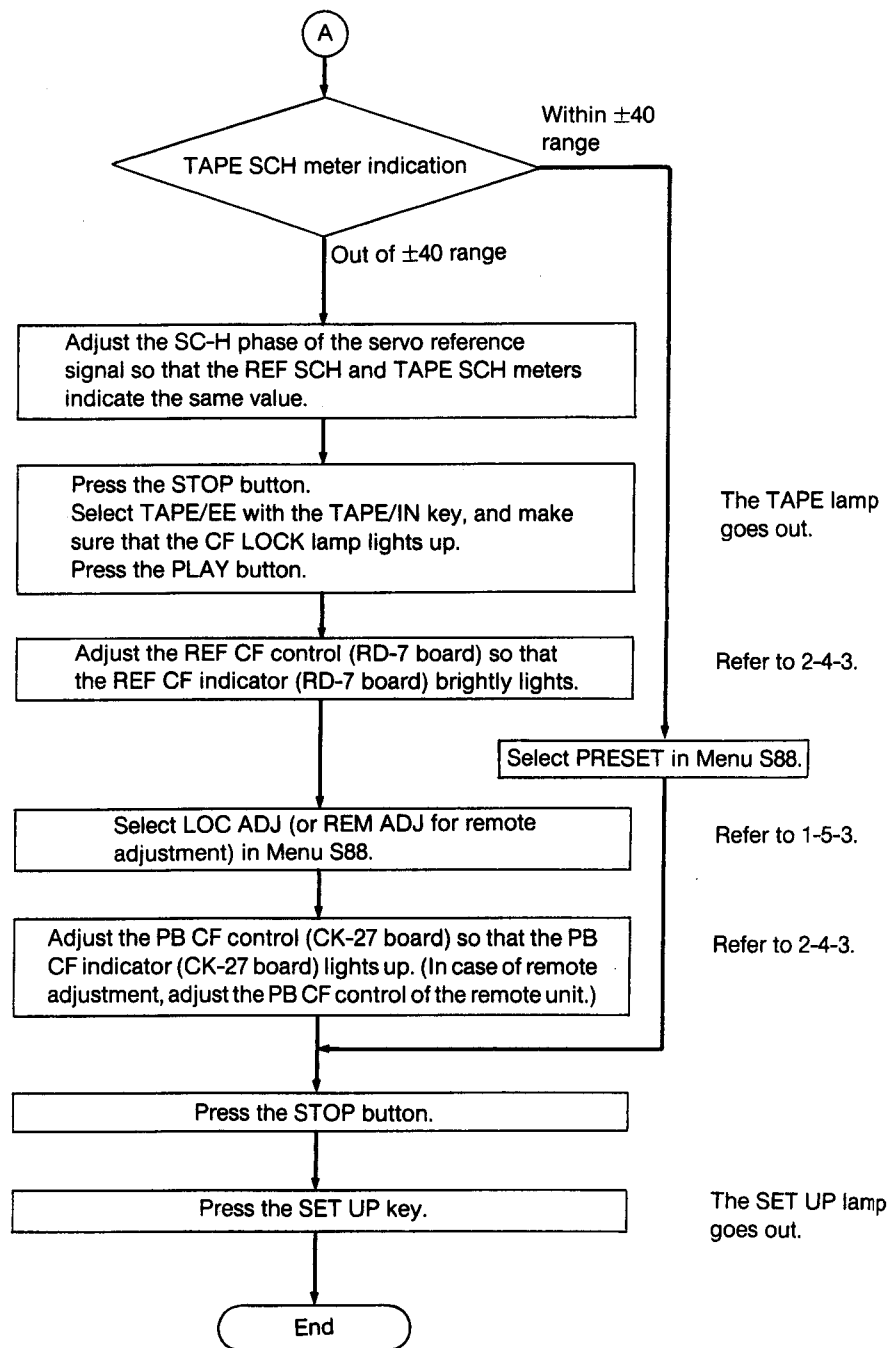 A
TAPE SCH meter indication
Within ±40
range
Out of ±40 range
Adjust the SC-H phase of the servo reference
signal so that the REF SCH and TAPE SCH meters
indicate the same value.
Press the STOP button.
Select TAPE/EE with the TAPE/IN key, and make
sure that the CF LOCK lamp lights up.
Press the PLAY button.
The TAPE lamp
goes out.
Adjust the REF CF control (RD-7 board) so that
the REF CF indicator (RD-7 board) brightly lights.
Refer to 2-4-3.
Select PRESET in Menu S88.
Select LOC ADJ (or REM ADJ for remote
adjustment) in Menu S88.
Refer to 1-5-3.
Adjust the PB CF control (CK-27 board) so that the PB
CF indicator (CK-27 board) lights up. (In case of remote
adjustment, adjust the PB CF control of the remote unit.)
Refer to 2-4-3.
Press the STOP button.
Press the SET UP key.
The SET UP lamp
goes out.
End